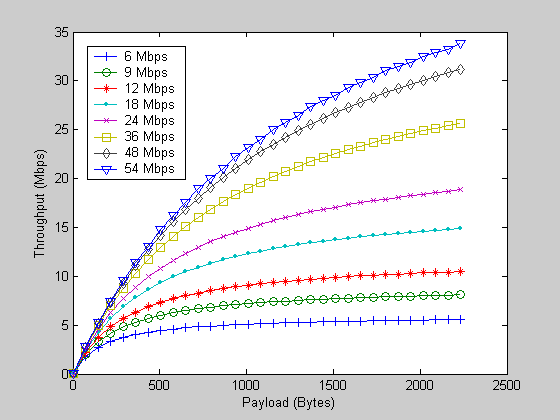 35
30
25
20
15
10
5
0
Throughput (Mbps)
6 Mbps
9 Mbps
12 Mbps
18 Mbps
24 Mbps
36 Mbps
48 Mbps
54 Mbps
0 500 1000 1500 2000 2500
Payload (Bytes)